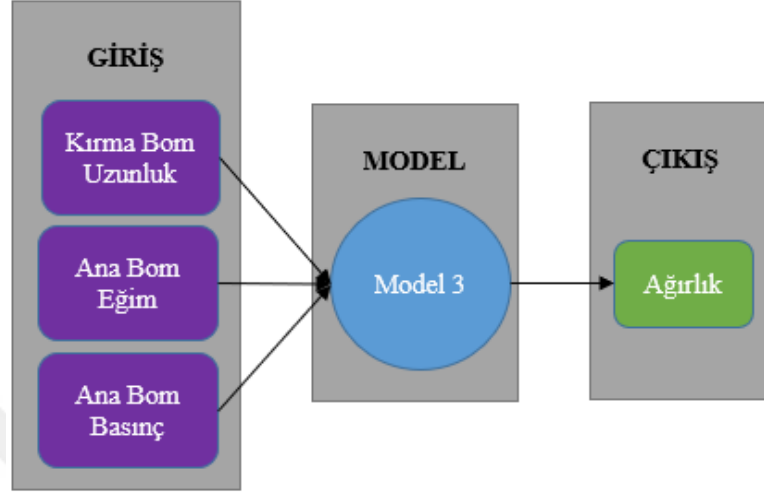 GİRİŞ
Kırma Bom
Uzunluk
Ana Bom
Eğim
Ana Bom
Basınç
MODEL
Model 3
ÇIKIŞ
Ağırlık